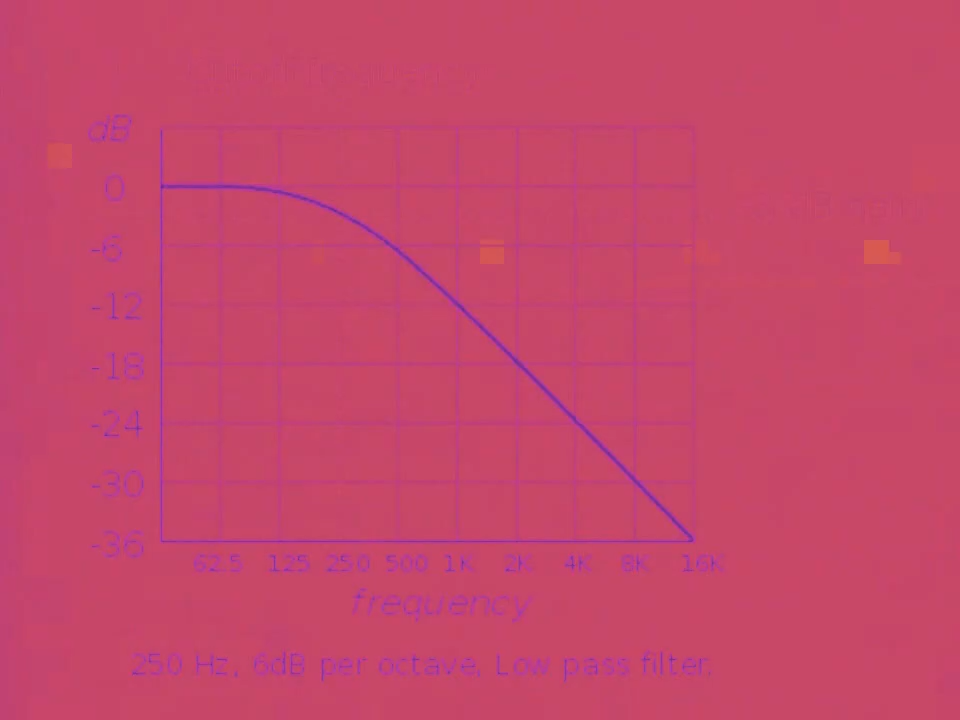 dB
0
-6
-12
-18
-24
-30
-36
62.5 125 250 500 1K 2K 4K 8K 16K
frequency
250 Hz, 6dB per octave, Low pass filter.